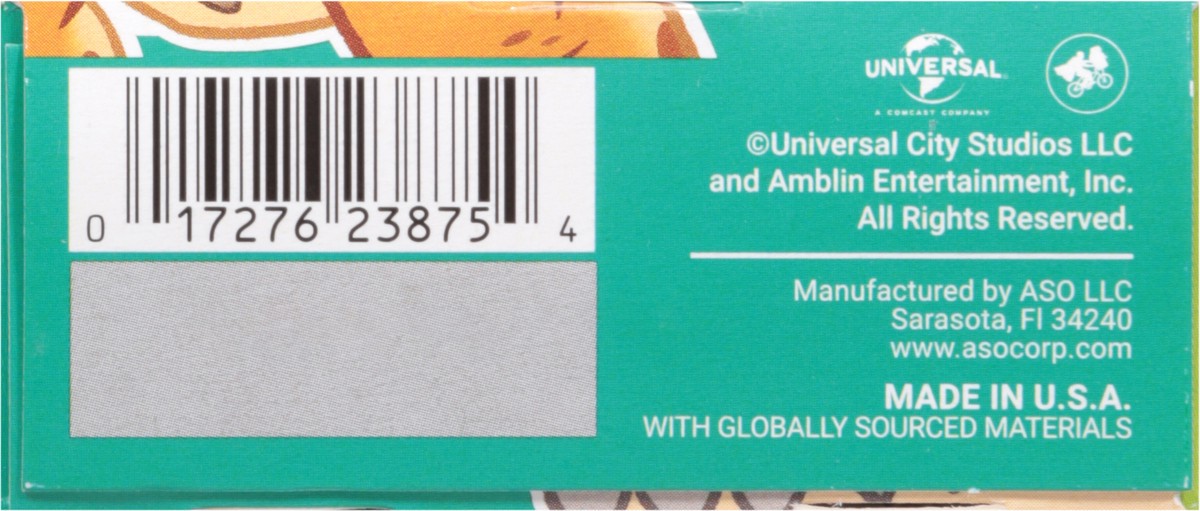 0 17276 23875 4
UNIVERSAL
A COMCAST COMPANY
©Universal City Studios LLC
and Amblin Entertainment, Inc.
All Rights Reserved.
Manufactured by ASO LLC
Sarasota, Fl 34240
www.asocorp.com
MADE IN U.S.A.
WITH GLOBALLY SOURCED MATERIALS